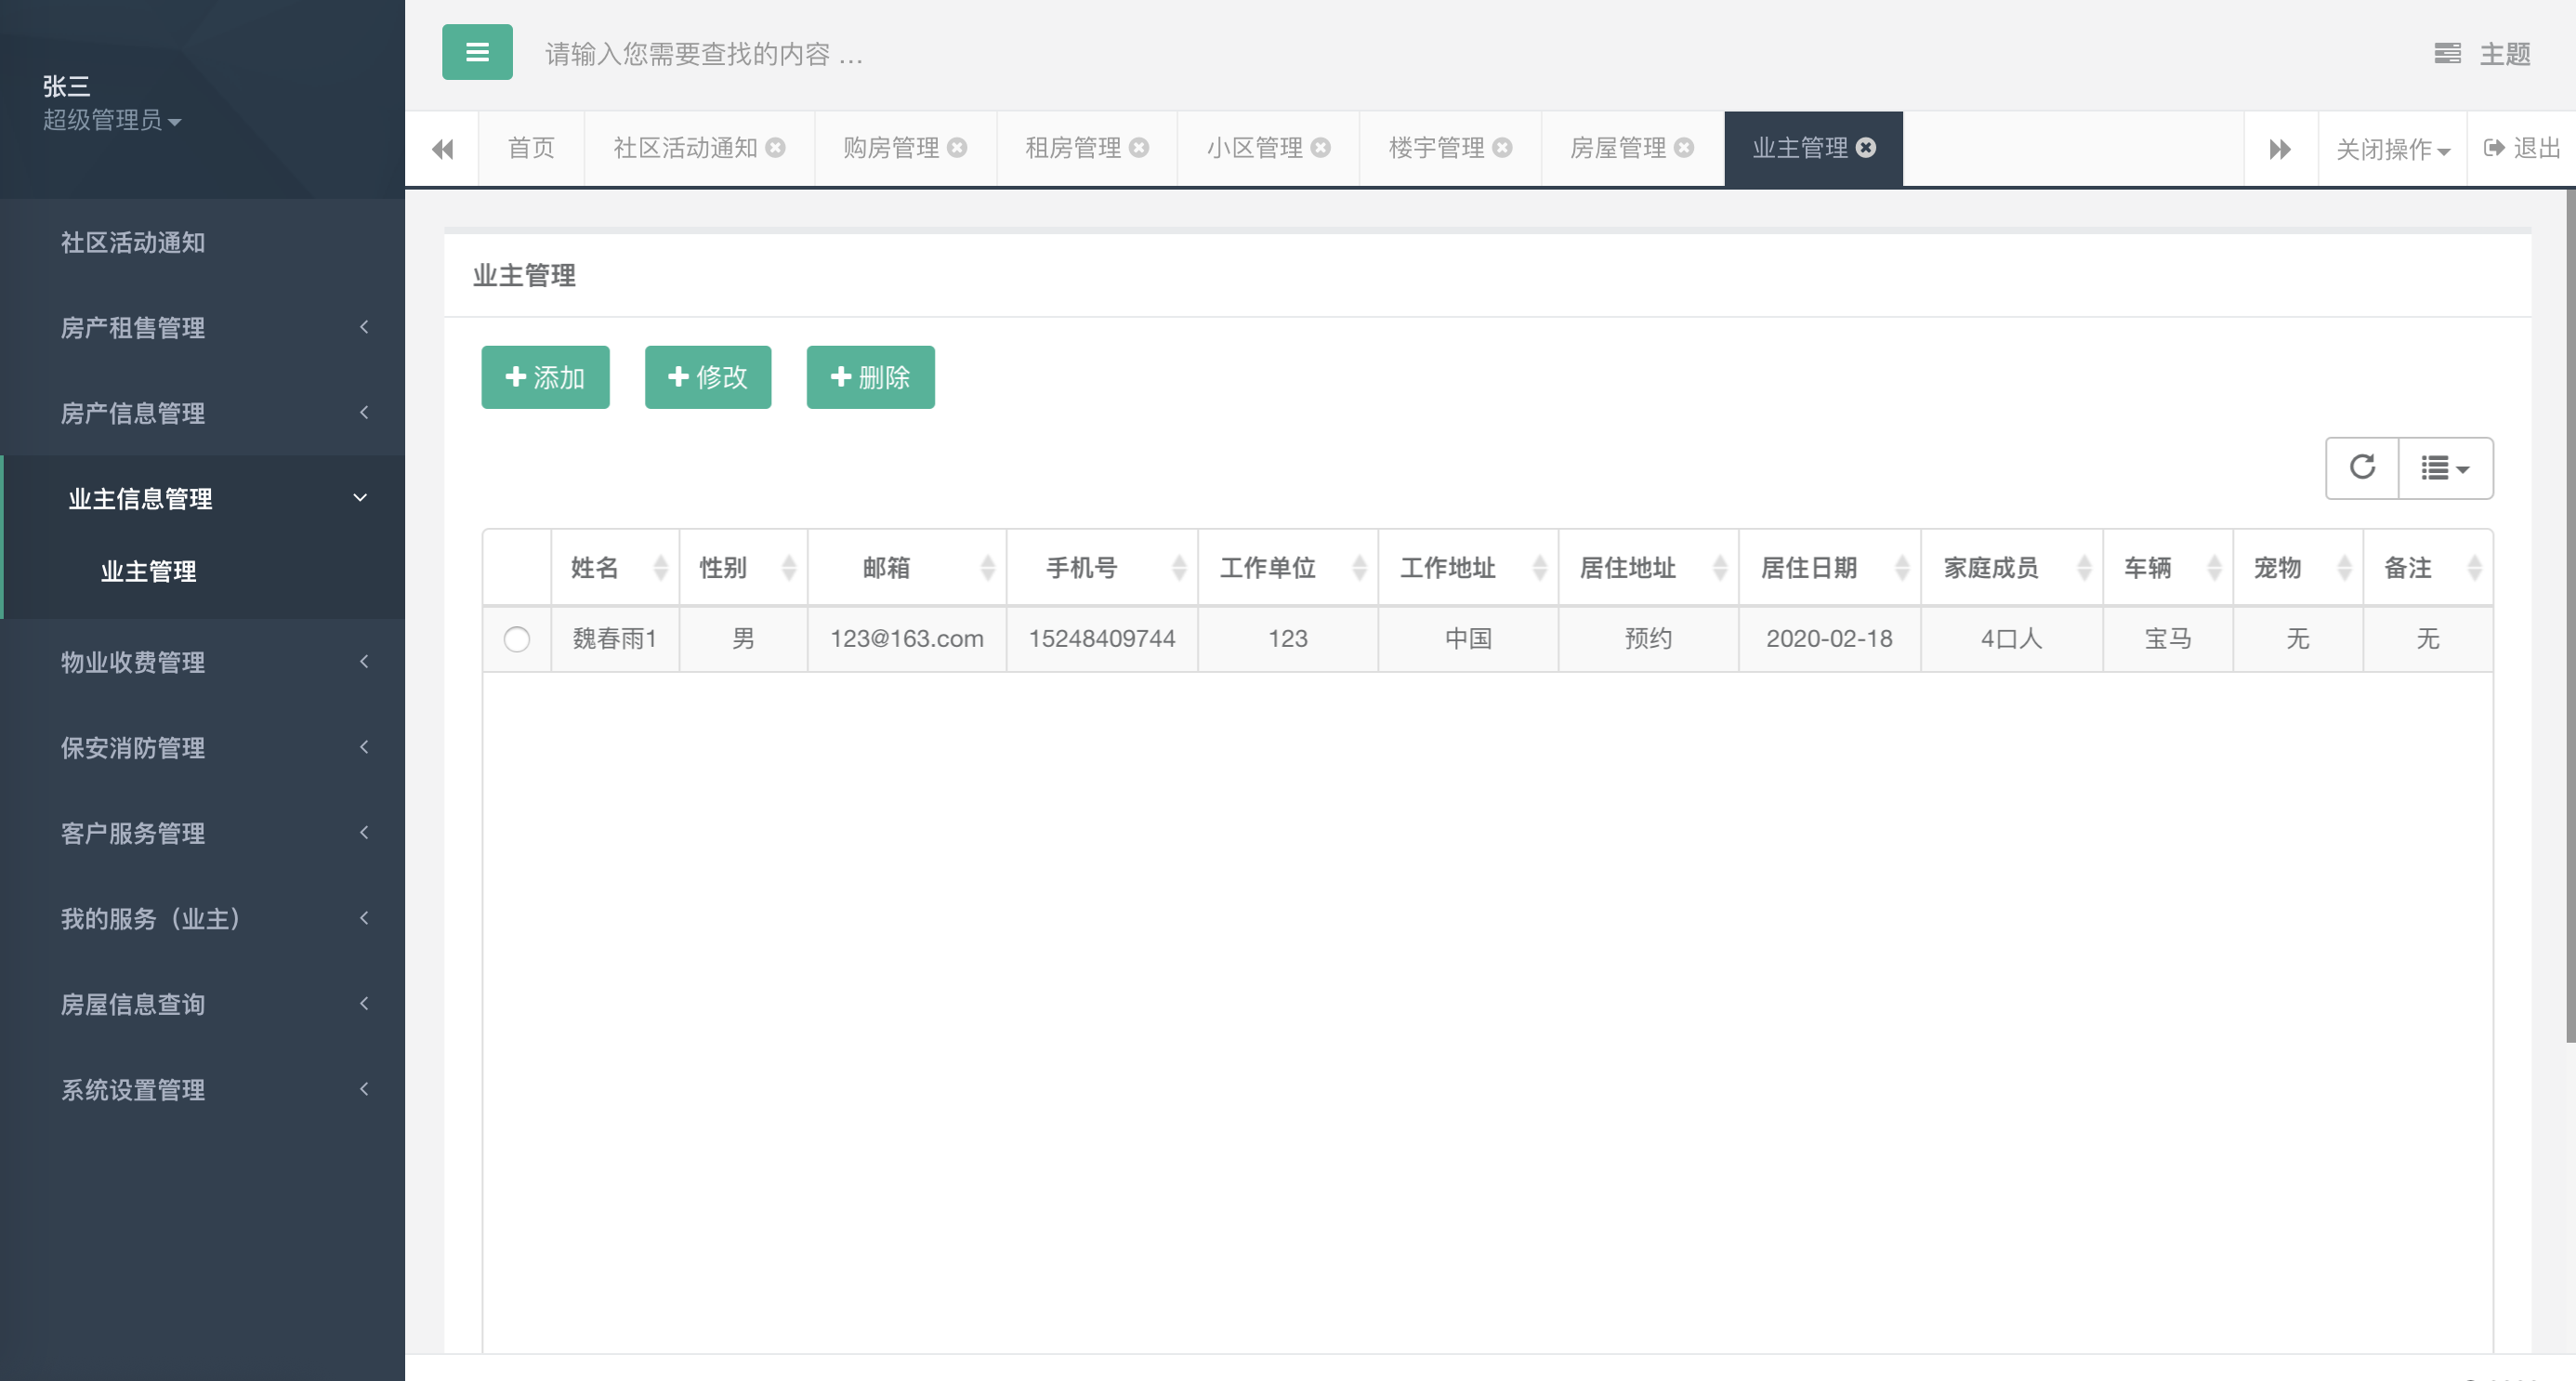 张三
超级管理员
社区活动通知
房产租售管理
房产信息管理
业主信息管理
业主管理
物业收费管理
保安消防管理
客户服务管理
我的服务（业主）
房屋信息查询
系统设置管理
请输入您需要查找的内容 …
主题
首页 社区活动通知 购房管理 租房管理 小区管理 楼宇管理 房屋管理 业主管理 关闭操作 退出
业主管理
添加 修改 删除
姓名 性别 邮箱 手机号 工作单位 工作地址 居住地址 居住日期 家庭成员 车辆 宠物 备注
魏春雨1 男 123@163.com 15248409744 123 中国 预约 2020-02-18 4口人 宝马 无 无